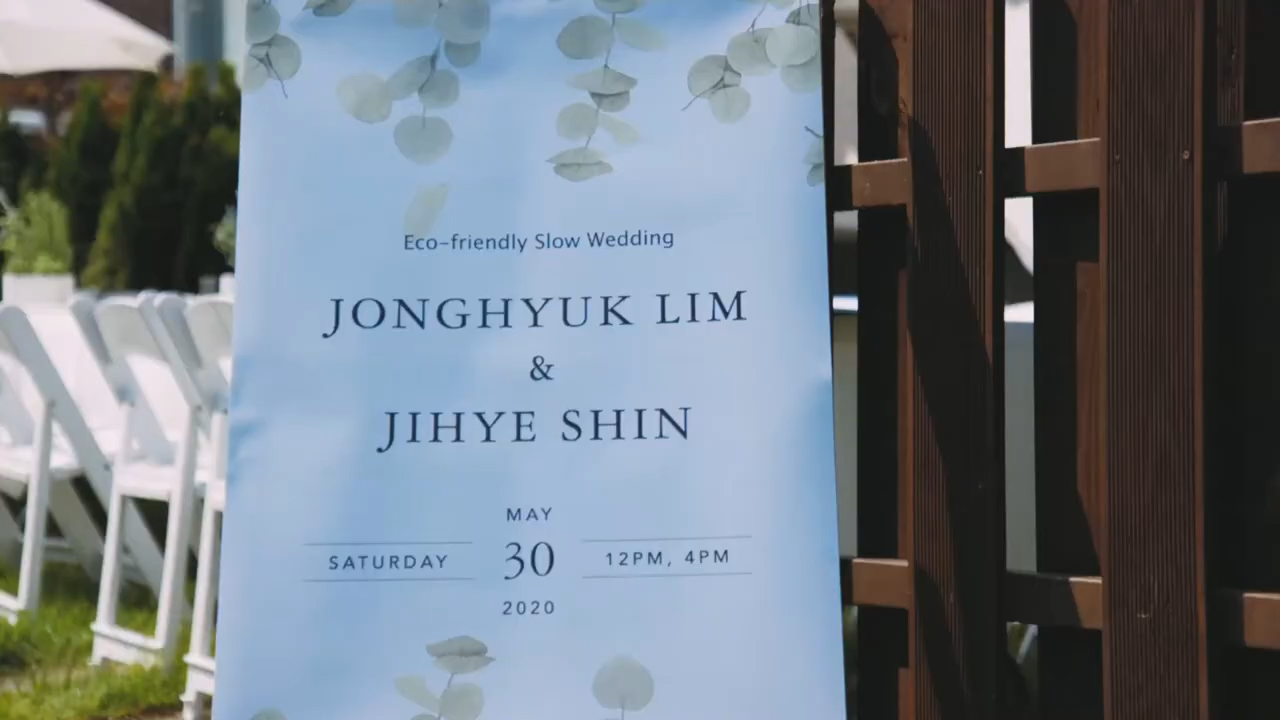 Eco-friendly Slow Wedding
JONGHYUK LIM
&
JIHYE SHIN
MAY
SATURDAY 30 12PM, 4PM
2020